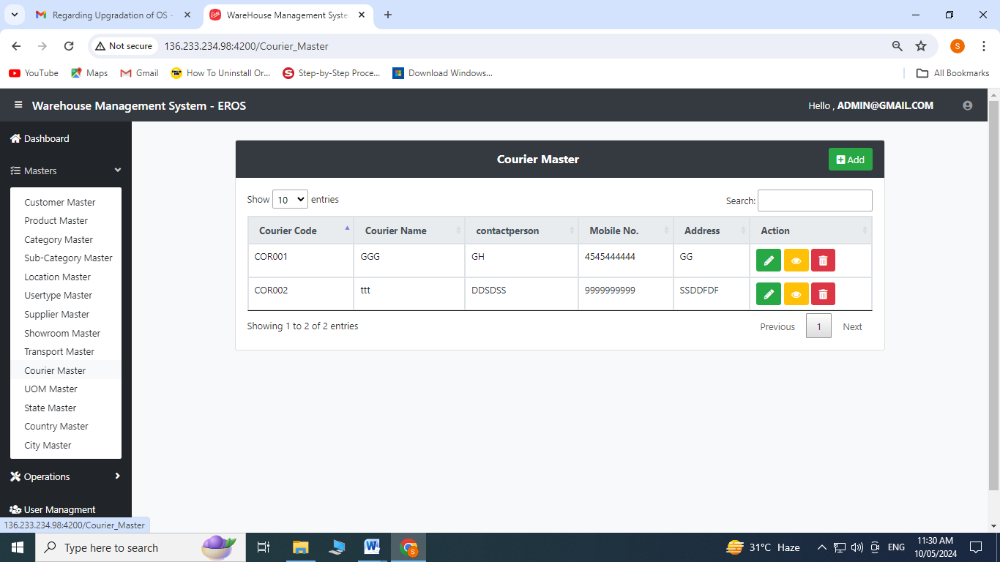 Regarding Upgradation of OS -
WareHouse Management Syste
Not secure
136.233.234.98:4200/Courier_Master
S
YouTube
Maps
Gmail
How To Uninstall Or...
Step-by-Step Proce...
Download Windows...
All Bookmarks
Warehouse Management System - EROS
Hello , ADMIN@GMAIL.COM
Dashboard
Masters
Customer Master
Product Master
Category Master
Sub-Category Master
Location Master
Usertype Master
Supplier Master
Showroom Master
Transport Master
Courier Master
UOM Master
State Master
Country Master
City Master
Operations
User Managment
136.233.234.98:4200/Courier_Master
Courier Master
Add
Show 10 entries
Search:
Courier Code Courier Name contactperson Mobile No. Address Action
COR001 GGG GH 4545444444 GG
COR002 ttt DDSDSS 9999999999 SSDDFDF
Showing 1 to 2 of 2 entries
Previous 1 Next
Type here to search
31°C Haze
ENG
11:30 AM
10/05/2024